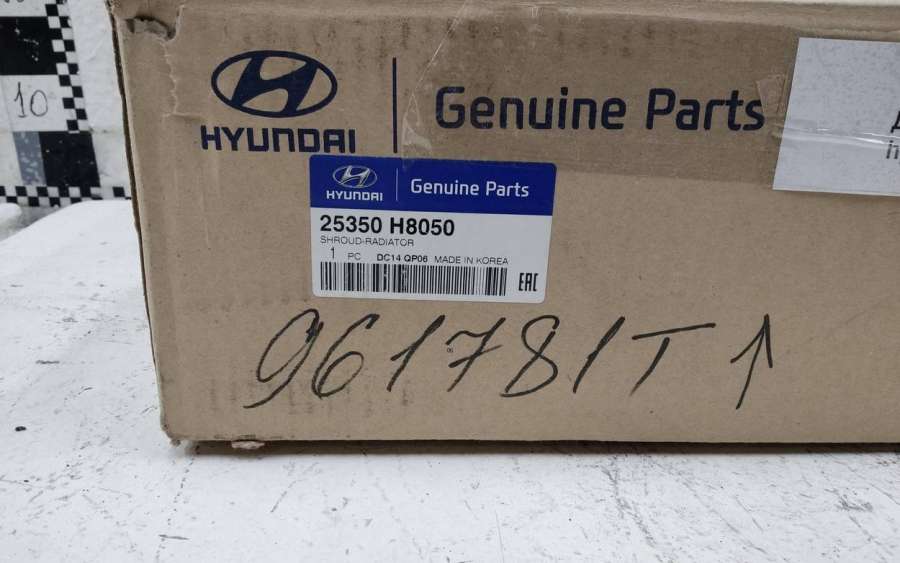 10
HYUNDAI
Genuine Parts
HYUNDAI
Genuine Parts
25350 H8050
SHROUD-RADIATOR
1 PC DC14 QP06 MADE IN KOREA
EAC
961781T↑